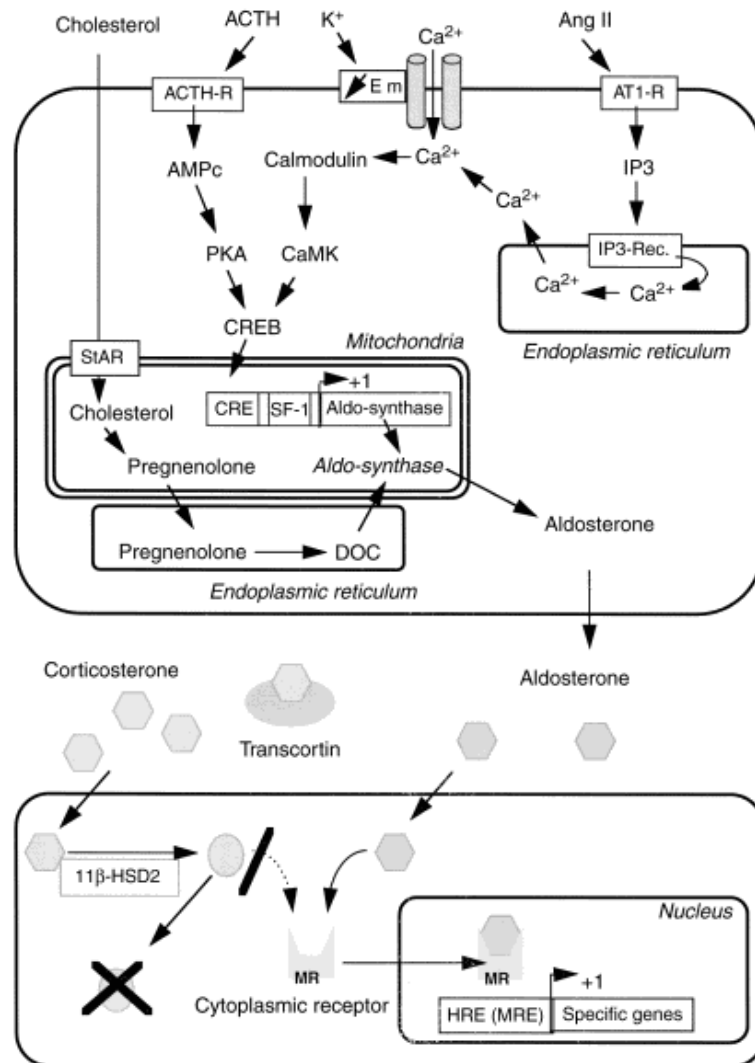 Cholesterol
ACTH
K+
Ca2+
Ang II
ACTH-R
E m
AT1-R
AMPc
Calmodulin
Ca2+
Ca2+
IP3
PKA
CaMK
IP3-Rec.
Ca2+
Ca2+
CREB
Endoplasmic reticulum
Mitochondria
StAR
+1
Cholesterol
CRE
SF-1
Aldo-synthase
Pregnenolone
Aldo-synthase
Aldosterone
Pregnenolone
DOC
Endoplasmic reticulum
Corticosterone
Aldosterone
Transcortin
11β-HSD2
Nucleus
MR
MR
+1
Cytoplasmic receptor
HRE (MRE)
Specific genes